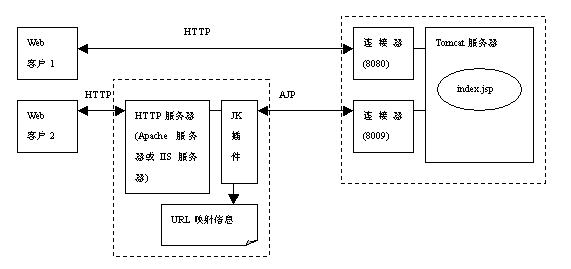 HTTP
Web
客户 1
连接器
(8080)
Tomcat 服务器
index.jsp
HTTP
AJP
Web
客户 2
HTTP 服务器
(Apache 服务
器或 IIS 服务
器)
JK
插
件
连接器
(8009)
URL 映射信息